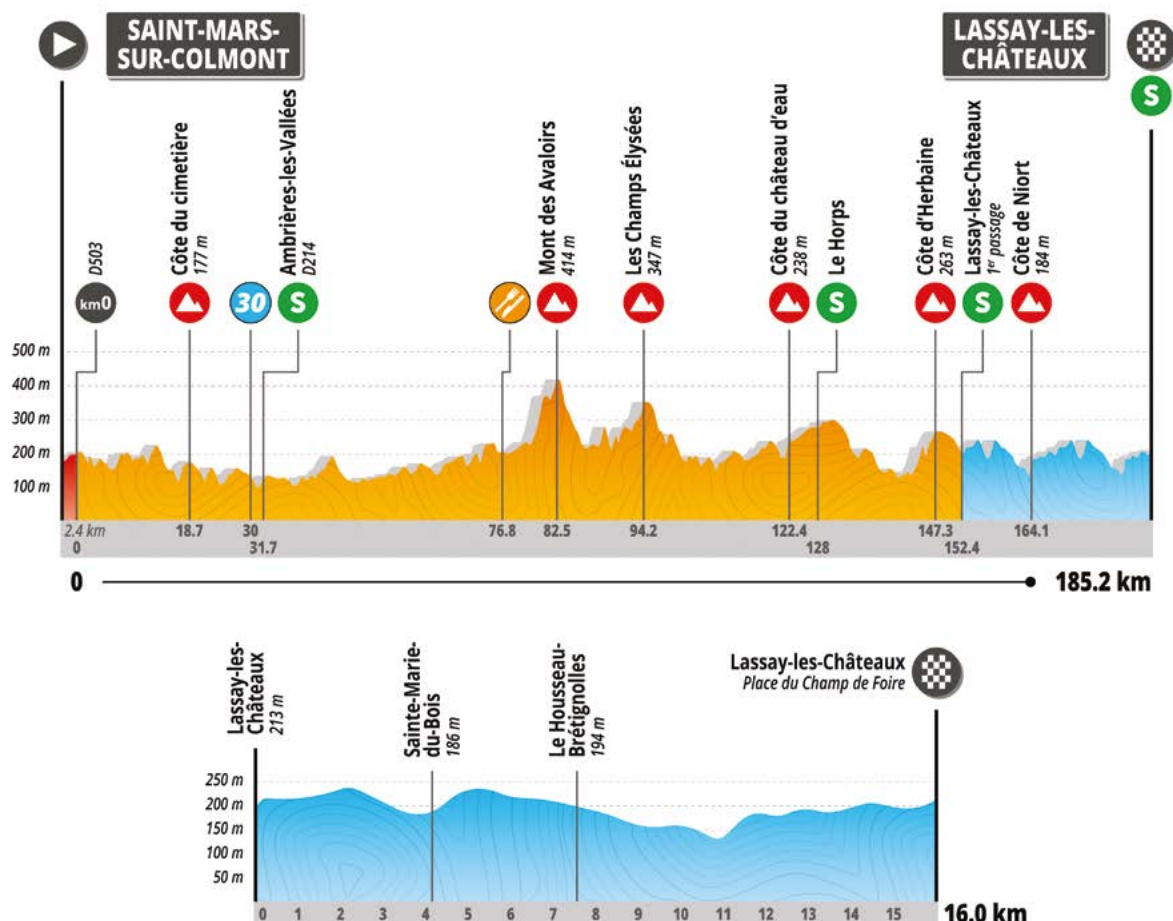 SAINT-MARS-
SUR-COLMONT
LASSAY-LES-
CHÂTEAUX
S
D503
Côte du cimetière
177 m
Ambrières-les-Vallées
D214
Mont des Avaloirs
414 m
Les Champs Élysées
347 m
Côte du château d'eau
238 m
Le Horps
Côte d'Herbaine
263 m
Lassay-les-Châteaux
1er passage
Côte de Niort
184 m
km0
30
S
S
S
500 m
400 m
300 m
200 m
100 m
2.4 km
18.7
30
76.8
82.5
94.2
122.4
147.3
164.1
0
31.7
128
152.4
0
185.2 km
Lassay-les-
Châteaux
213 m
Sainte-Marie-
du-Bois
186 m
Le Housseau-
Brétignolles
194 m
Lassay-les-Châteaux
Place du Champ de Foire
250 m
200 m
150 m
100 m
50 m
0 1 2 3 4 5 6 7 8 9 10 11 12 13 14 15
16.0 km